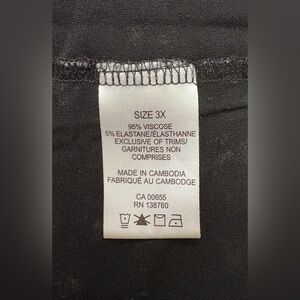 SIZE 3X
95% VISCOSE
5% ELASTANE/ÉLASTHANNE
EXCLUSIVE OF TRIMS/
GARNITURES NON
COMPRISES
MADE IN CAMBODIA
FABRIQUÉ AU CAMBODGE
CA 00655
RN 138760